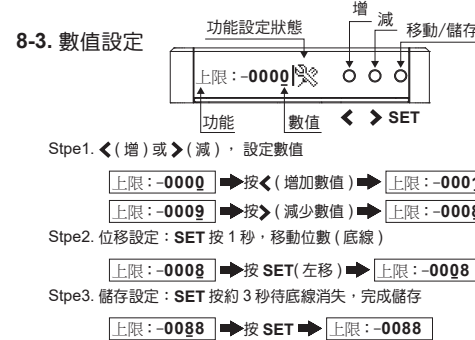 增
減
功能設定狀態
移動/儲存
8-3. 數值設定
上限：-0000
功能
數值
SET
Stpe1. ❮(增)或❯(減)， 設定數值
上限：-0000 ➡按❮(增加數值)➡ 上限：-0001
上限：-0009 ➡按❯(減少數值)➡ 上限：-0008
Stpe2. 位移設定：SET 按1秒，移動位數(底線)
上限：-0008 ➡按 SET(左移)➡ 上限：-0008
Stpe3. 儲存設定：SET 按約3秒待底線消失，完成儲存
上限：-0088 ➡按 SET ➡ 上限：-0088